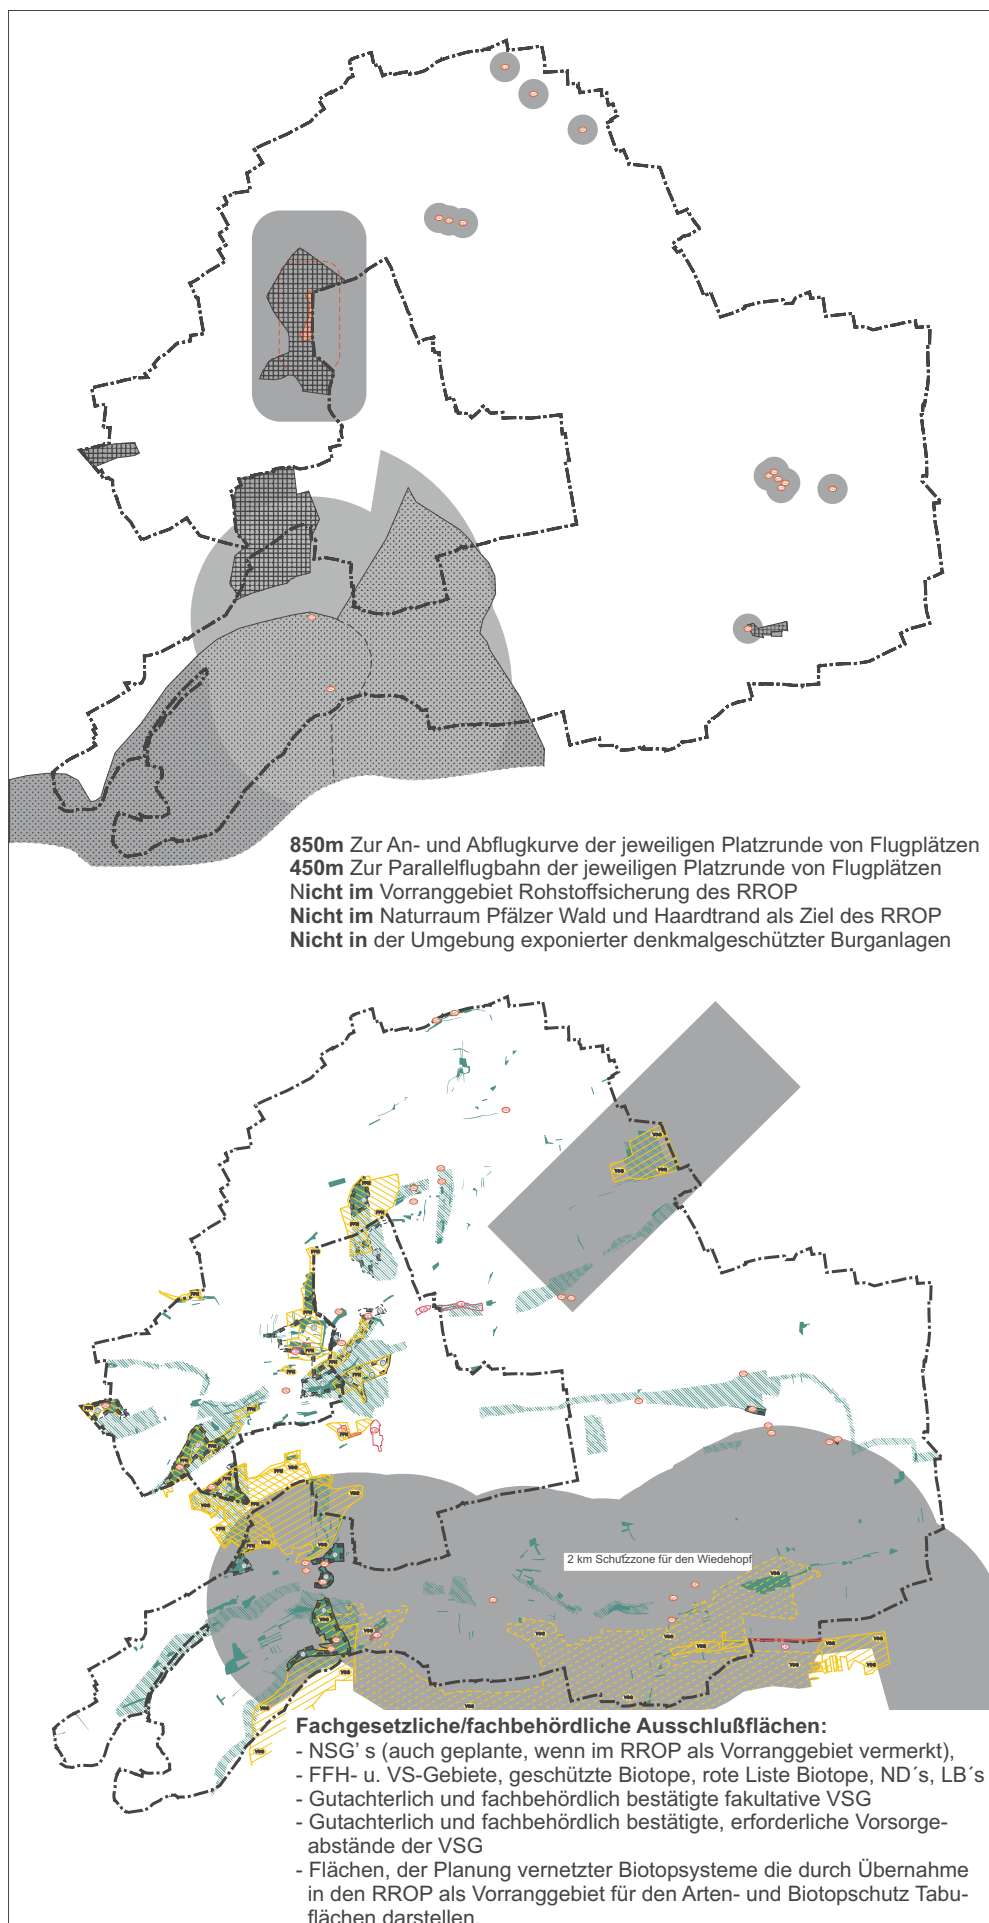 850m Zur An- und Abflugkurve der jeweiligen Platzrunde von Flugplätzen
450m Zur Parallelflugbahn der jeweiligen Platzrunde von Flugplätzen
Nicht im Vorranggebiet Rohstoffsicherung des RROP
Nicht im Naturraum Pfälzer Wald und Haardtrand als Ziel des RROP
Nicht in der Umgebung exponierter denkmalgeschützter Burganlagen
2 km Schutzzone für den Wiedehopf
Fachgesetzliche/fachbehördliche Ausschlußflächen:
- NSG' s (auch geplante, wenn im RROP als Vorranggebiet vermerkt),
- FFH- u. VS-Gebiete, geschützte Biotope, rote Liste Biotope, ND´s, LB´s
- Gutachterlich und fachbehördlich bestätigte fakultative VSG
- Gutachterlich und fachbehördlich bestätigte, erforderliche Vorsorge-
abstände der VSG
- Flächen, der Planung vernetzter Biotopsysteme die durch Übernahme
in den RROP als Vorranggebiet für den Arten- und Biotopschutz Tabu-
flächen darstellen.